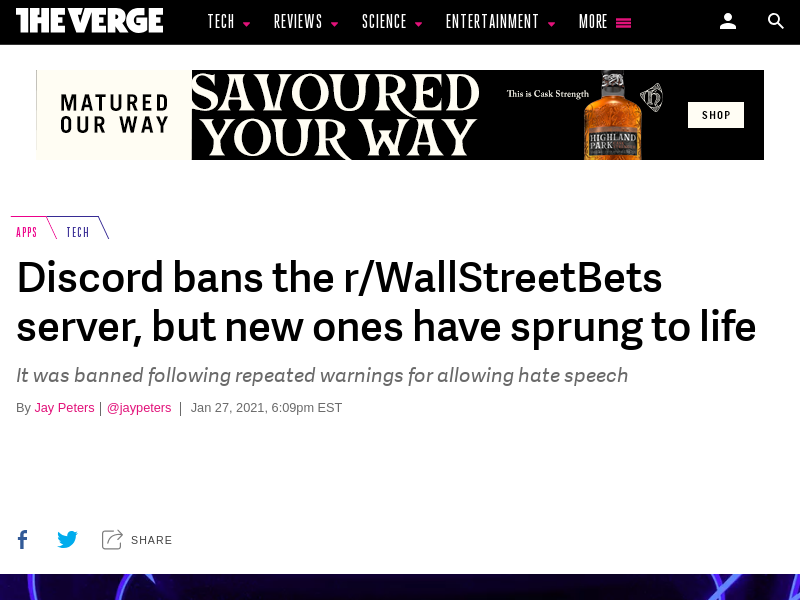 THE VERGE
TECH REVIEWS SCIENCE ENTERTAINMENT MORE
MATURED
OUR WAY
SAVOURED
YOUR WAY
This is Cask Strength
HIGHLAND
PARK
SHOP
APPS TECH
Discord bans the r/WallStreetBets
server, but new ones have sprung to life
It was banned following repeated warnings for allowing hate speech
By Jay Peters | @jaypeters | Jan 27, 2021, 6:09pm EST
SHARE